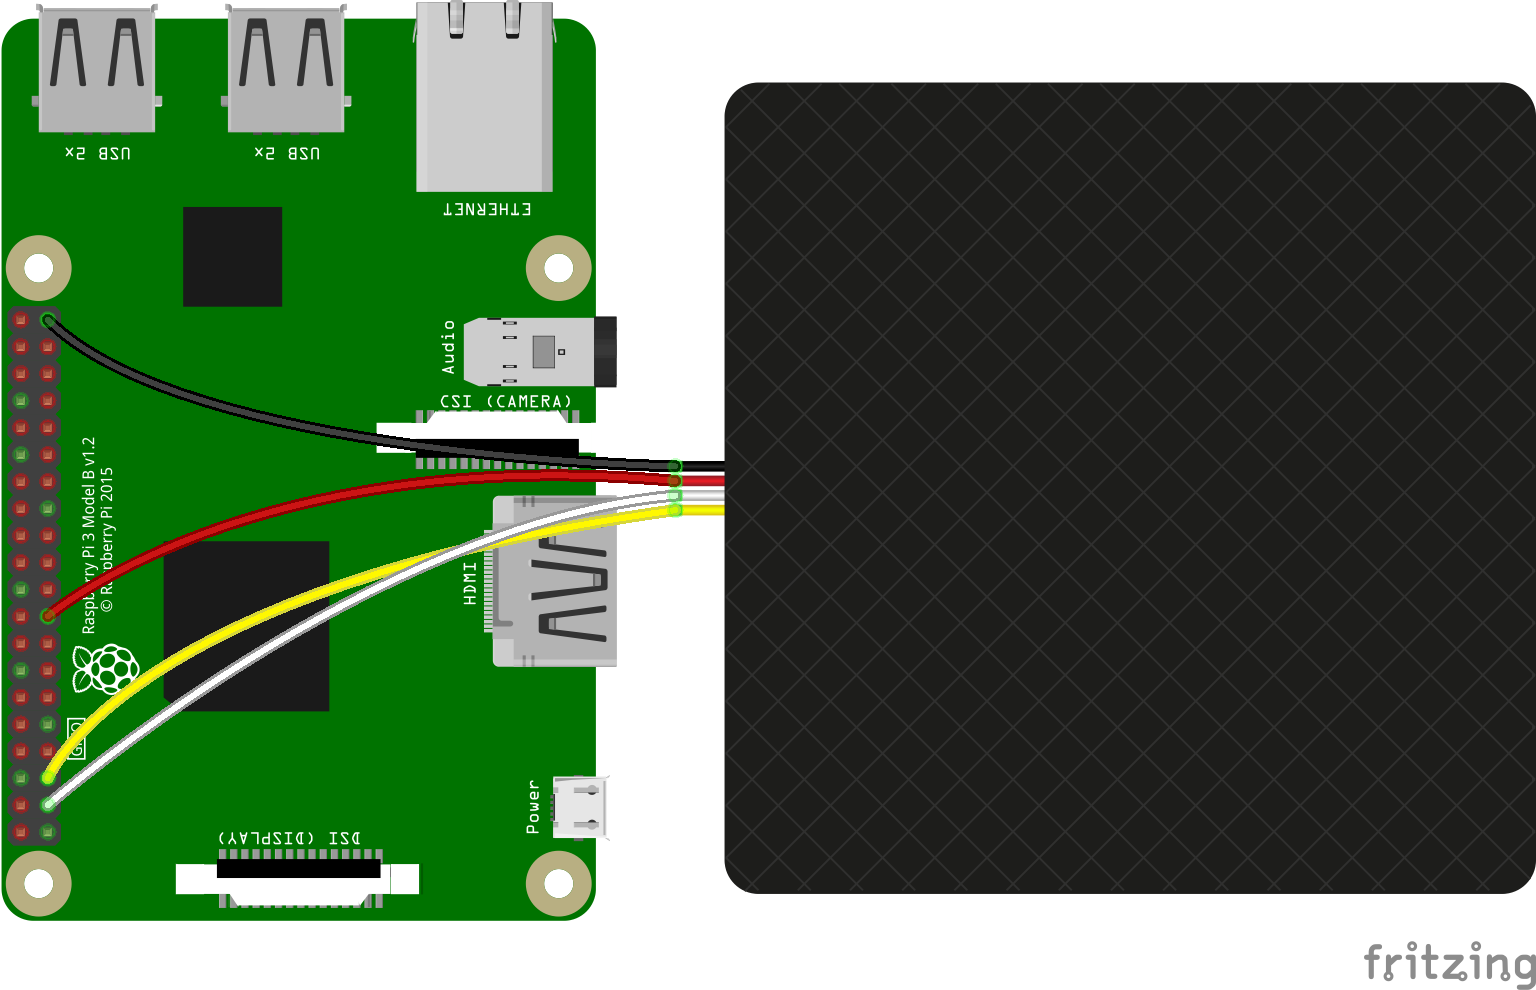 USB 2x
USB 2x
ETHERNET
Audio
CSI (CAMERA)
Raspberry Pi 3 Model B v1.2
© Raspberry Pi 2015
HDMI
GPIO
Power
DSI (DISPLAY)
fritzing